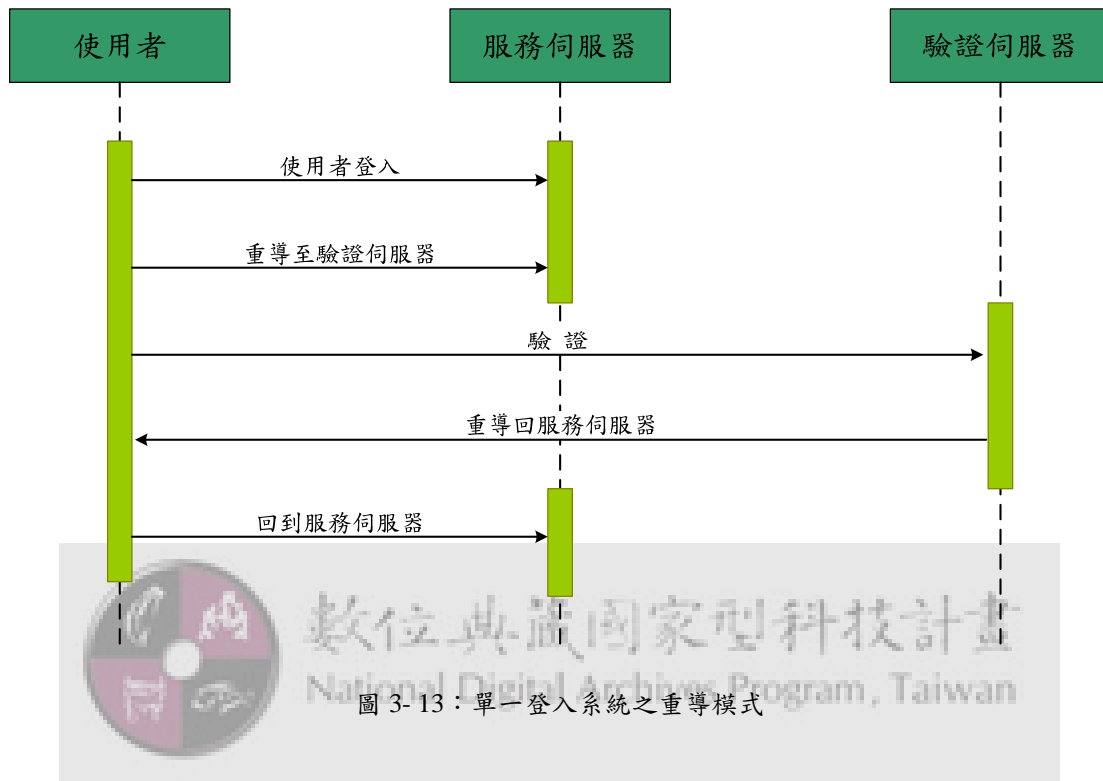 使用者
服務伺服器
驗證伺服器
使用者登入
重導至驗證伺服器
驗 證
重導回服務伺服器
回到服務伺服器
數位典藏國家型科技計畫
National Digital Archives Program, Taiwan
圖 3- 13：單一登入系統之重導模式